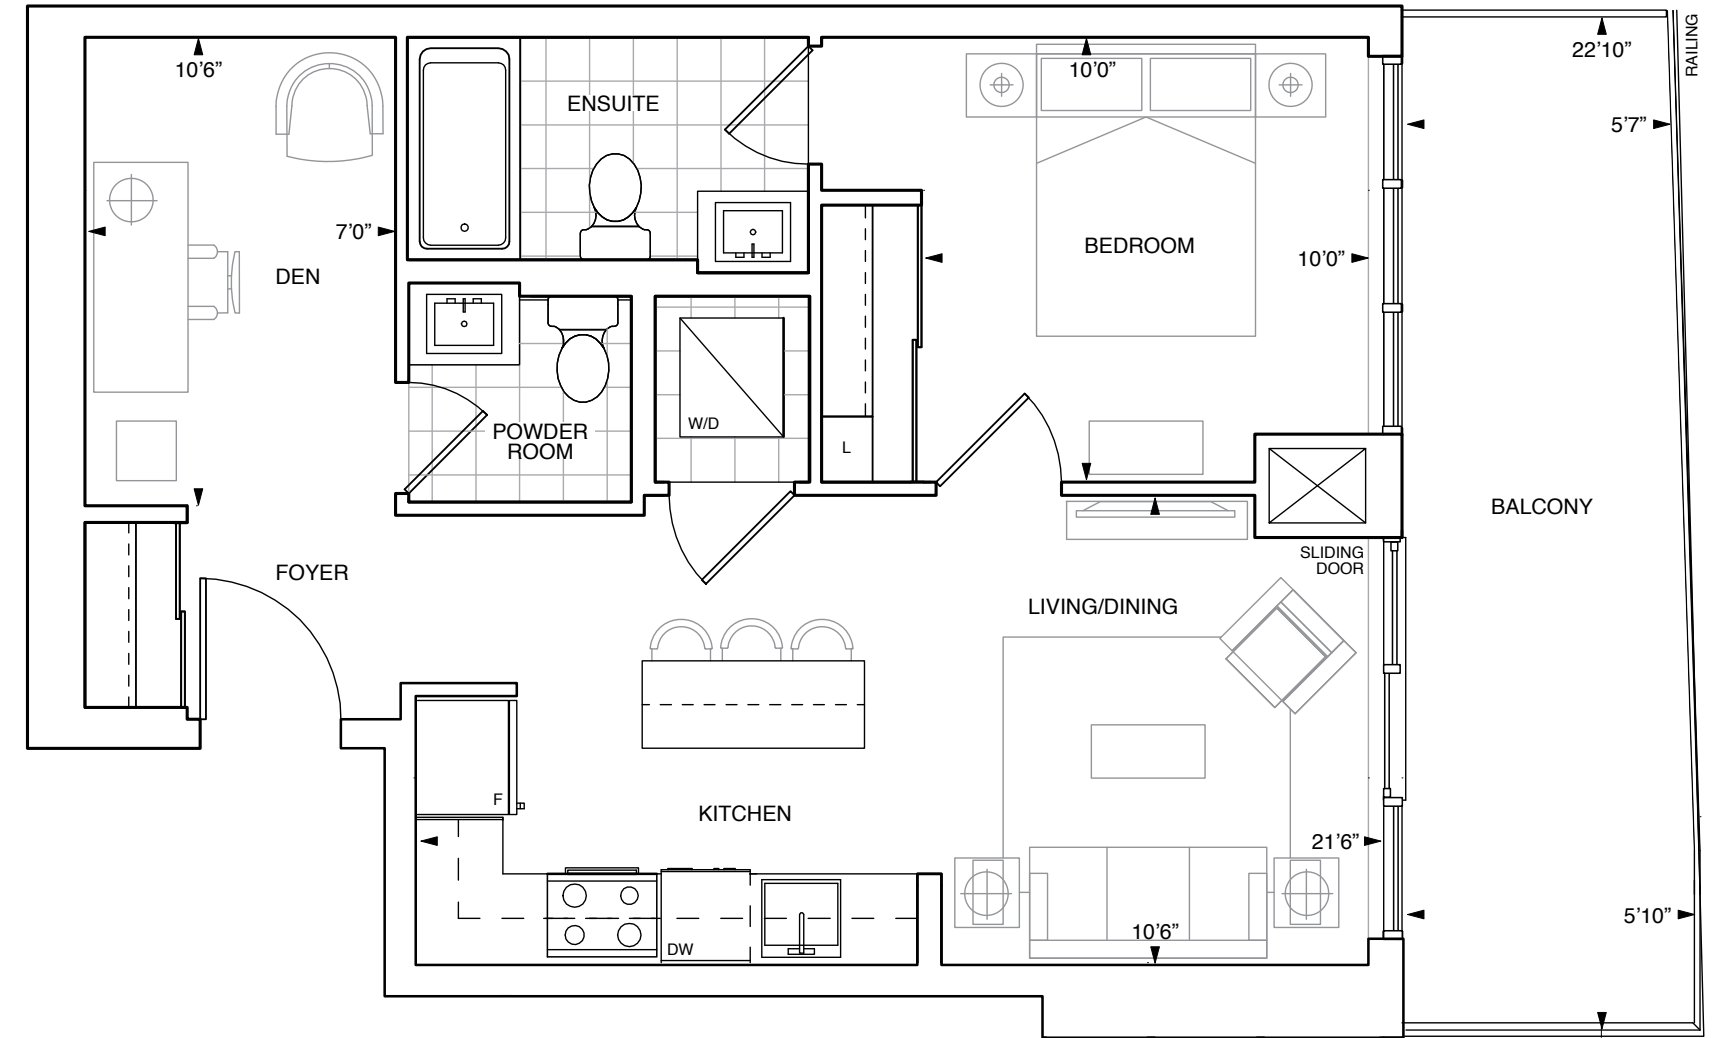 10'6”
ENSUITE
10'0”
22'10”
RAILING
5'7”
7'0”
DEN
BEDROOM
10'0”
POWDER
ROOM
W/D
L
BALCONY
FOYER
SLIDING
DOOR
LIVING/DINING
F
KITCHEN
21'6”
5'10”
10'6”
DW